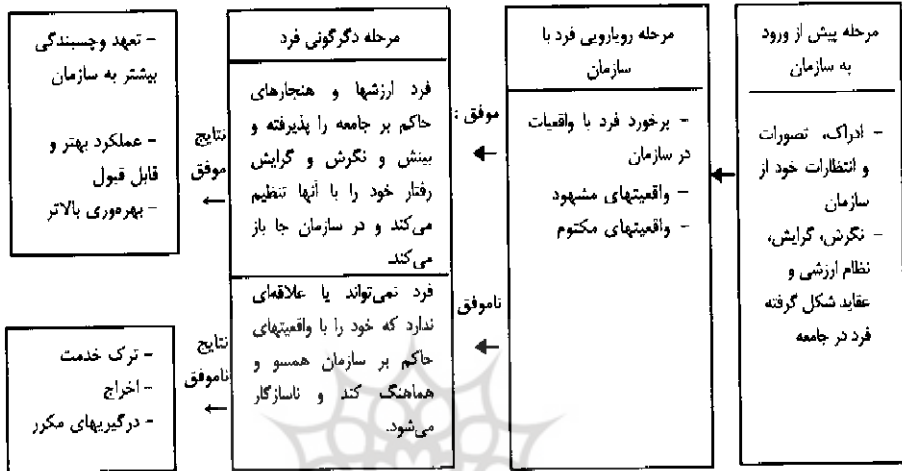 مرحله پیش از ورود
به سازمان
- ادراک، تصورات
و انتظارات خود از
سازمان
- نگرش، گرایش،
نظام ارزشی و
عقاید شکل گرفته
فرد در جامعه
مرحله رویارویی فرد با
سازمان
- برخورد فرد با واقعیات
در سازمان
- واقعیتهای مشهود
- واقعیتهای مکتوم
موفق :
ناموفق
مرحله دگرگونی فرد
فرد ارزشها و هنجارهای
حاکم بر جامعه را پذیرفته و
بینش و نگرش و گرایش
رفتار خود را با آنها تنظیم
می‌کند و در سازمان جا باز
می‌کند.
فرد نمی‌تواند یا علاقه‌ای
ندارد که خود را با واقعیتهای
حاکم بر سازمان همسو و
هماهنگ کند و ناسازگار
می‌شود.
نتایج
موفق
نتایج
ناموفق
- تعهد وچسبندگی
بیشتر به سازمان
- عملکرد بهتر و
قابل قبول
- بهره‌وری بالاتر
- ترک خدمت
- اخراج
- درگیریهای مکرر